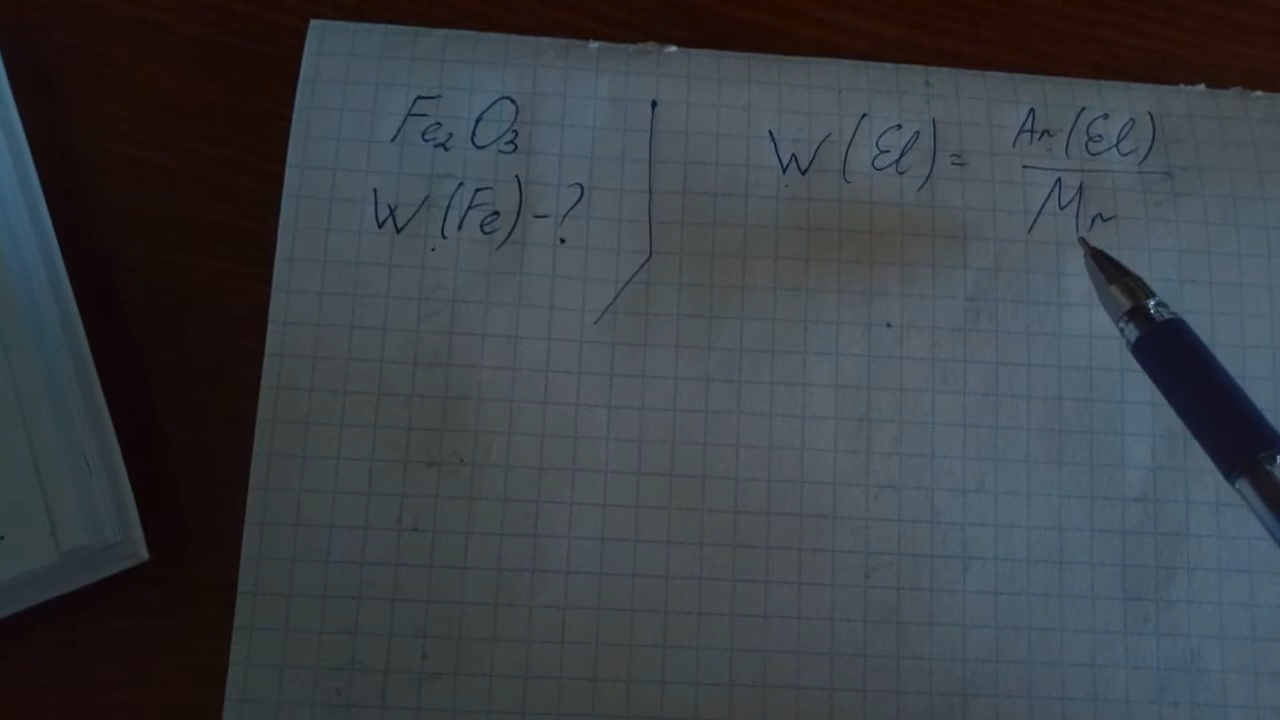 Fe₂O₃
W(Fe)-?
W(El) = Ar(El)
Mr